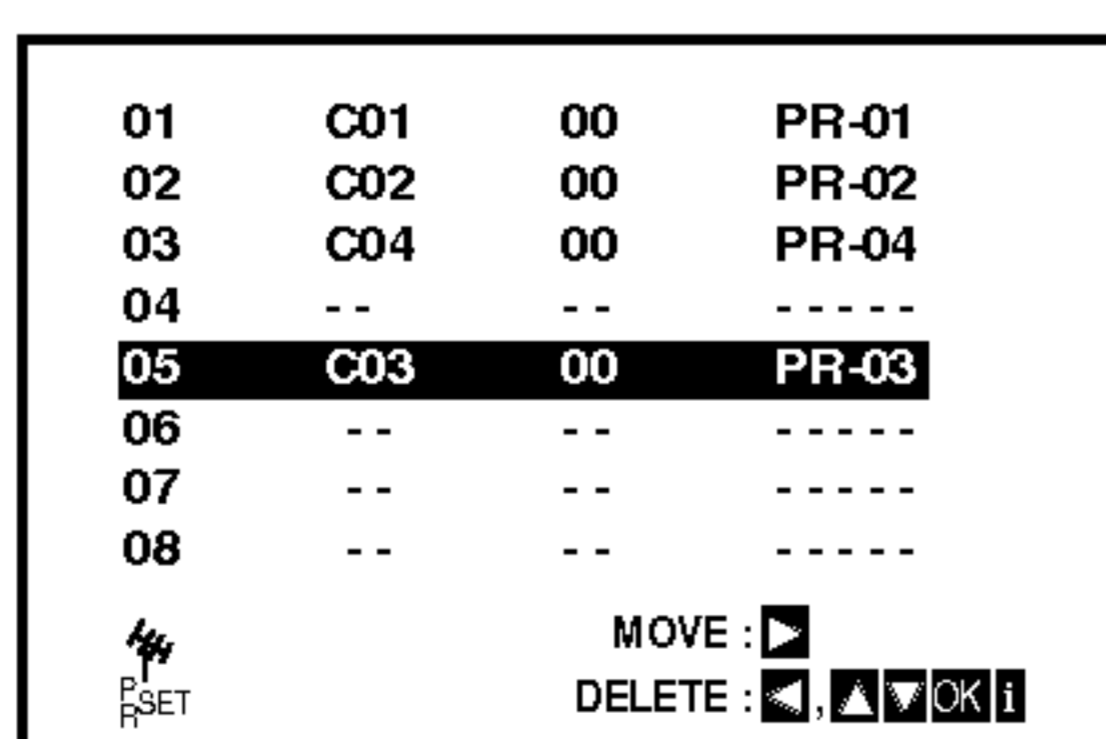 01 C01 00 PR-01
02 C02 00 PR-02
03 C04 00 PR-04
04 -- -- -----
05 C03 00 PR-03
06 -- -- -----
07 -- -- -----
08 -- -- -----
MOVE : ▷
PR SET DELETE : ◁ , △ ▽ OK i